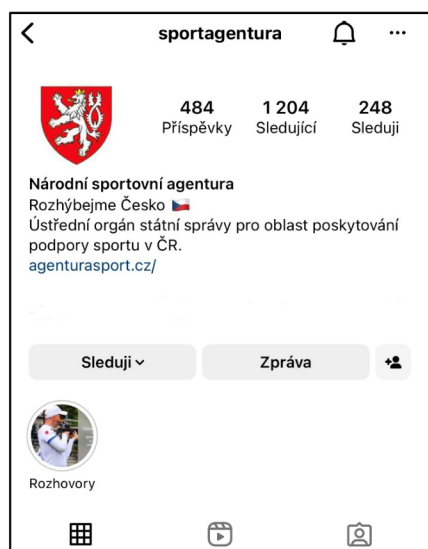 sportagentura
484 1 204 248
Příspěvky Sledující Sleduji
Národní sportovní agentura
Rozhýbejme Česko
Ústřední orgán státní správy pro oblast poskytování
podpory sportu v ČR.
agenturasport.cz/
Sleduji Zpráva
Rozhovory